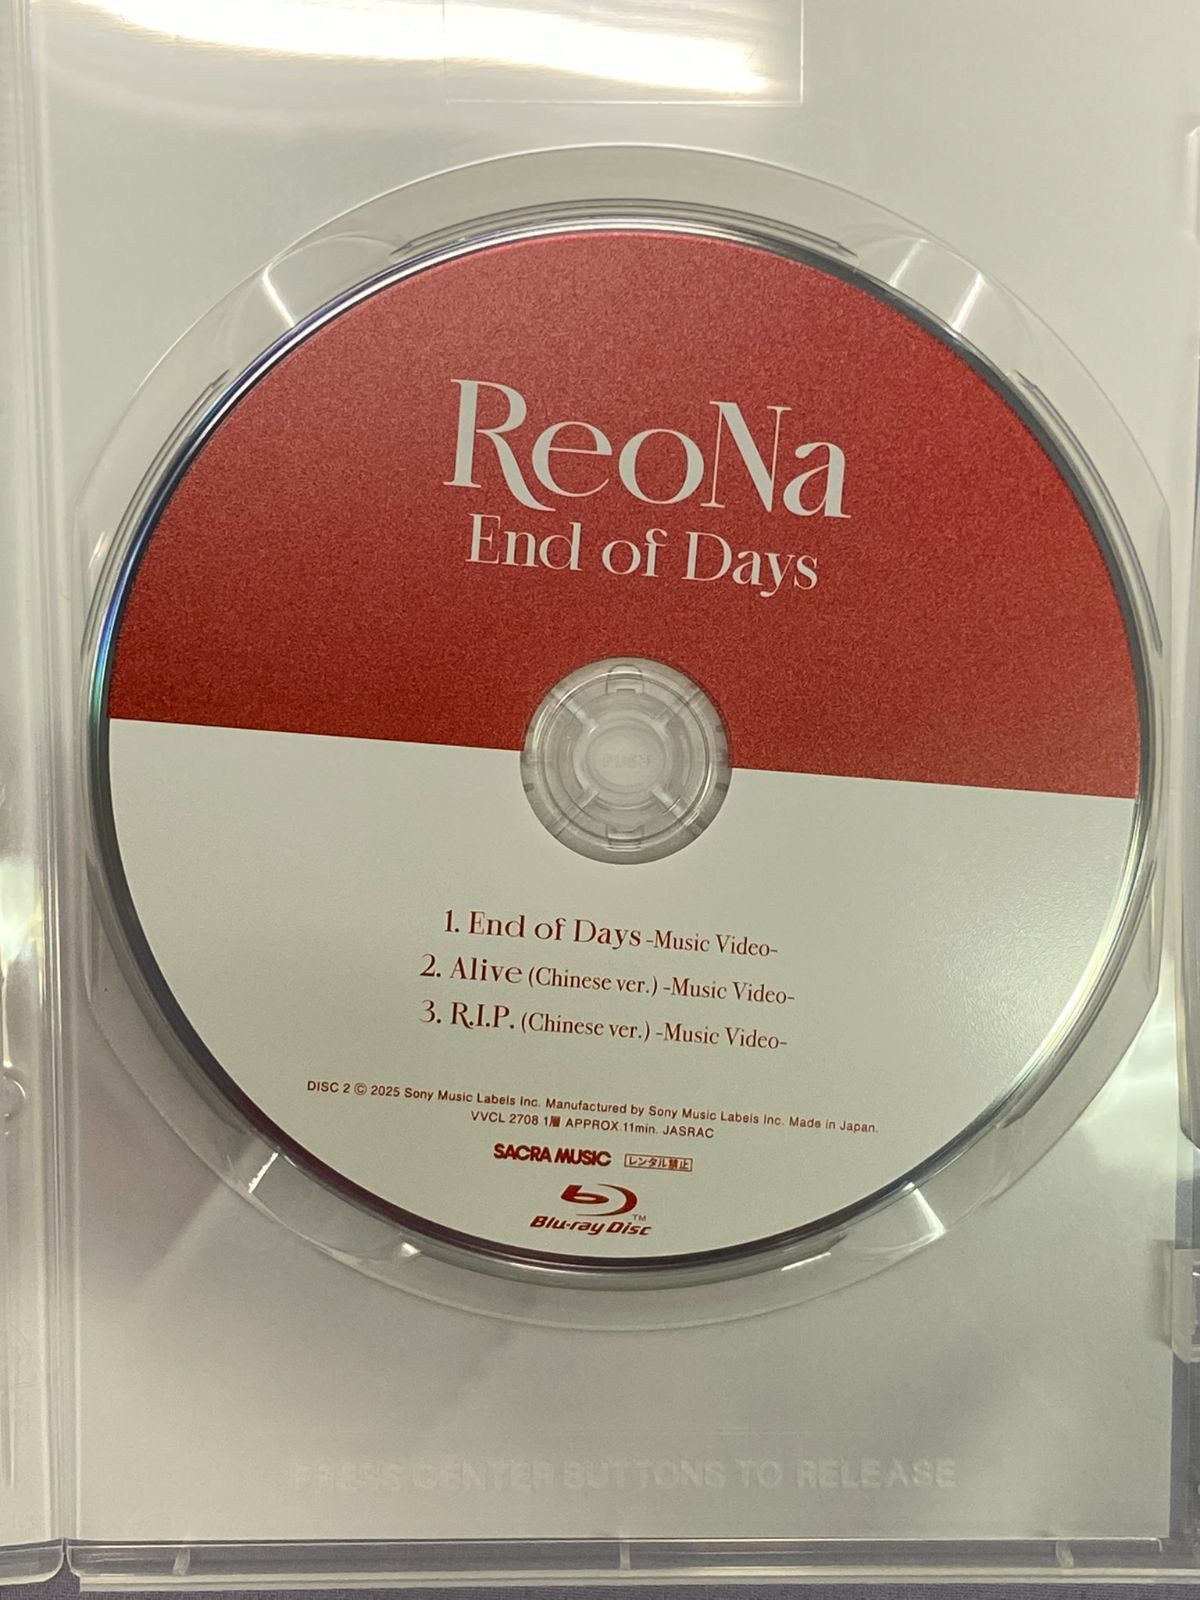 ReoNa
End of Days
PUSH
1. End of Days -Music Video-
2. Alive (Chinese ver.) -Music Video-
3. R.I.P. (Chinese ver.) -Music Video-
DISC 2 Ⓒ 2025 Sony Music Labels Inc. Manufactured by Sony Music Labels Inc. Made in Japan.
VVCL 2708 1層 APPROX.11min. JASRAC
SACRA MUSIC レンタル禁止
Blu-ray Disc™
PRESS CENTER BUTTONS TO RELEASE